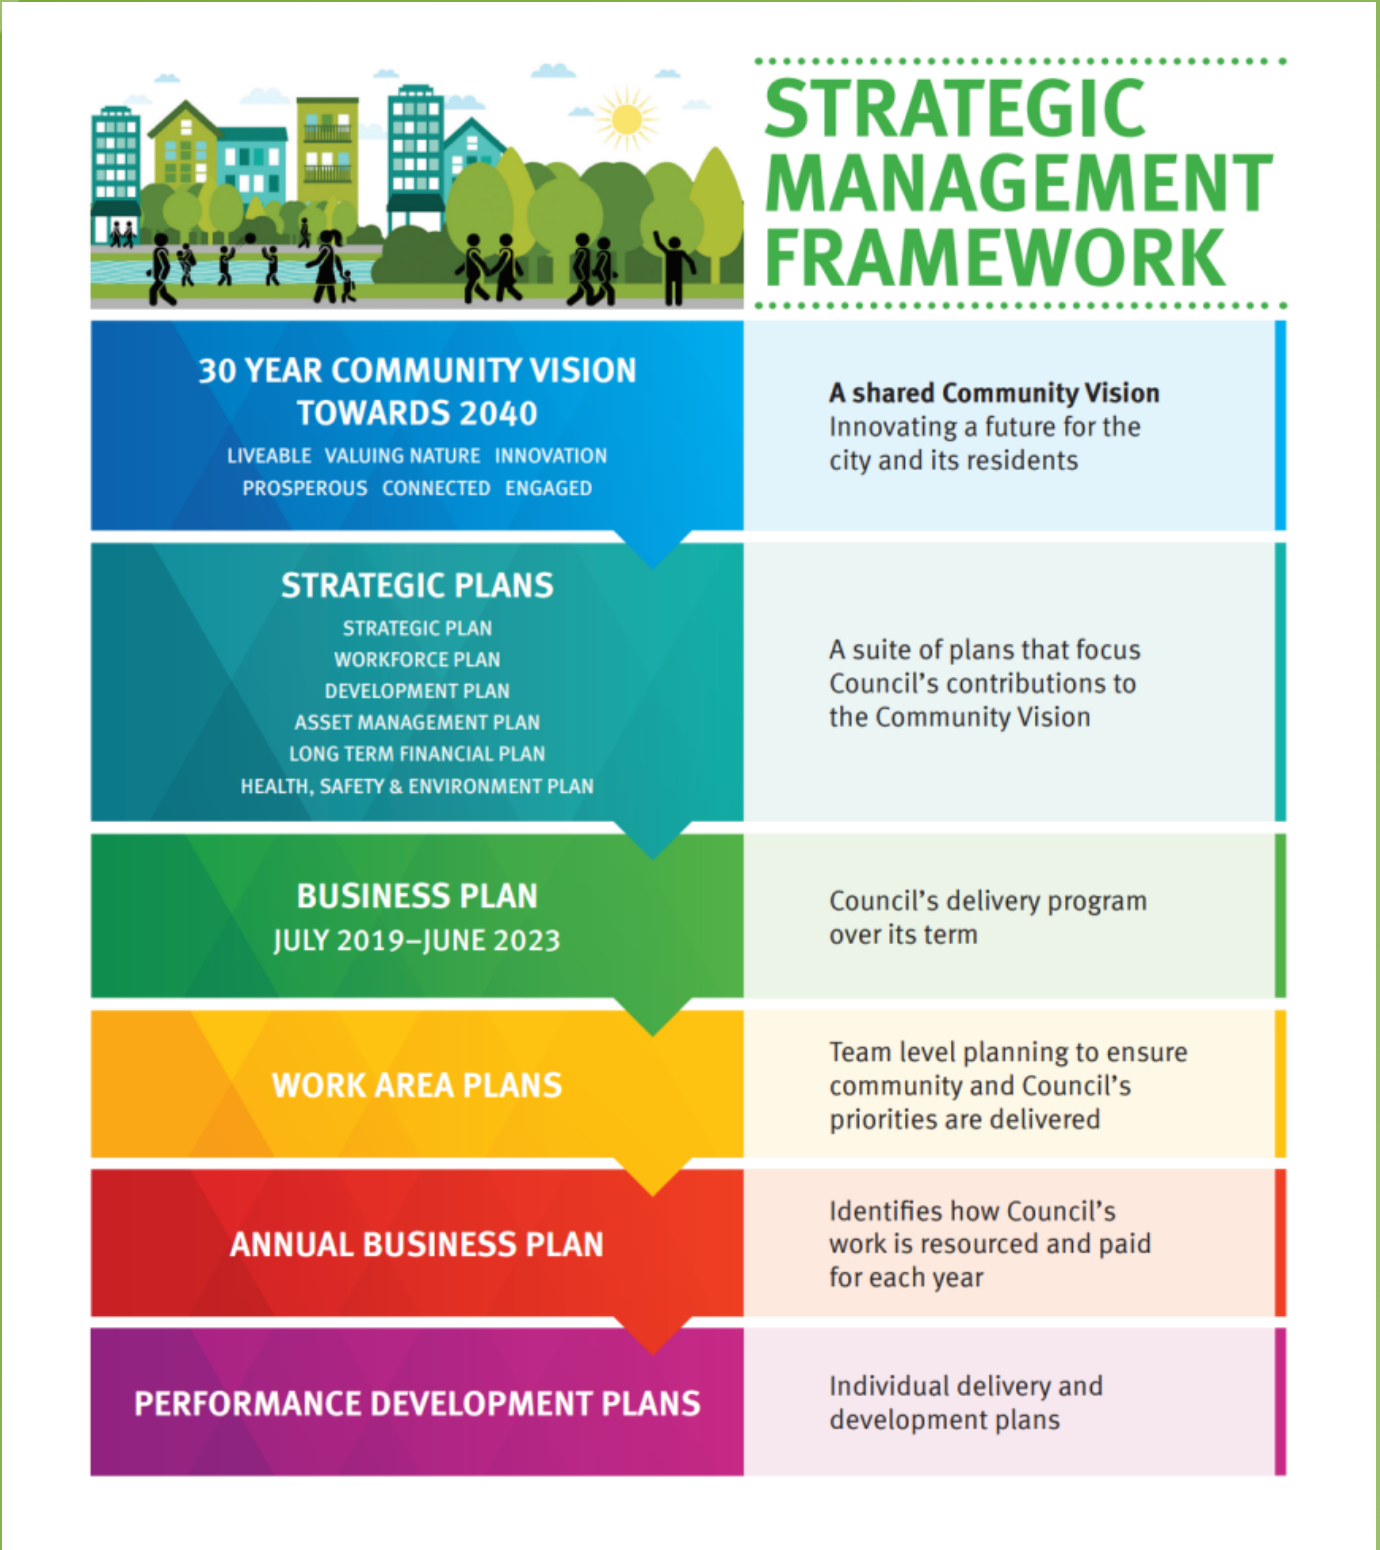 STRATEGIC
MANAGEMENT
FRAMEWORK
30 YEAR COMMUNITY VISION
TOWARDS 2040
LIVEABLE VALUING NATURE INNOVATION
PROSPEROUS CONNECTED ENGAGED
A shared Community Vision
Innovating a future for the
city and its residents
STRATEGIC PLANS
STRATEGIC PLAN
WORKFORCE PLAN
DEVELOPMENT PLAN
ASSET MANAGEMENT PLAN
LONG TERM FINANCIAL PLAN
HEALTH, SAFETY & ENVIRONMENT PLAN
A suite of plans that focus
Council's contributions to
the Community Vision
BUSINESS PLAN
JULY 2019–JUNE 2023
Council's delivery program
over its term
WORK AREA PLANS
Team level planning to ensure
community and Council's
priorities are delivered
ANNUAL BUSINESS PLAN
Identifies how Council's
work is resourced and paid
for each year
PERFORMANCE DEVELOPMENT PLANS
Individual delivery and
development plans